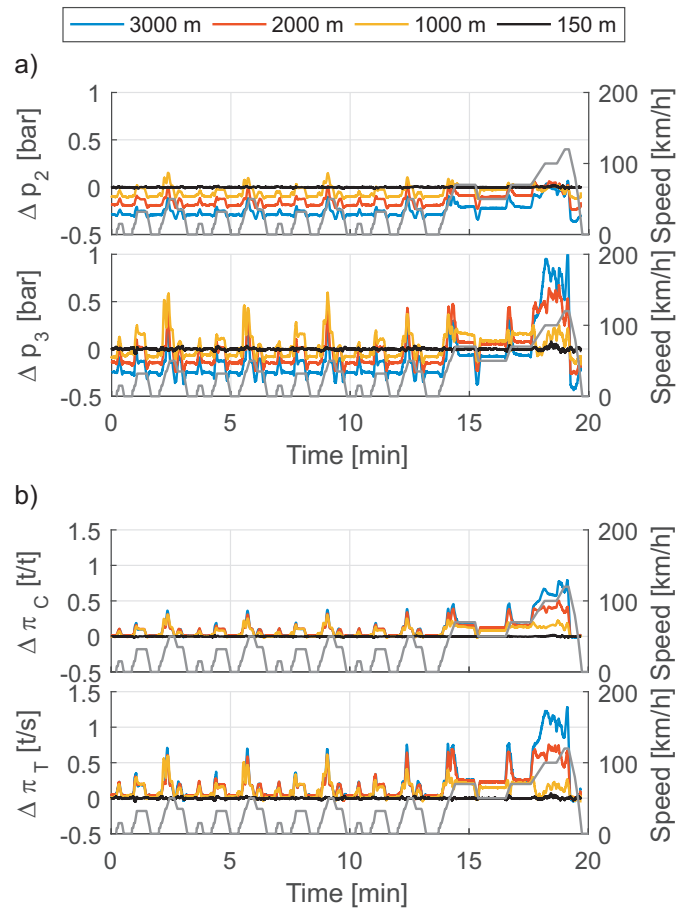 3000 m 2000 m 1000 m 150 m
a)
1 200
0.5 100
0
-0.5 0
Δ p2 [bar]
Speed [km/h]
1 200
0.5 100
0
-0.5 0
Δ p3 [bar]
Speed [km/h]
0 5 10 15 20
Time [min]
b)
1.5 200
1
0.5 100
0
-0.5 0
Δ πC [t/t]
Speed [km/h]
1.5 200
1
0.5 100
0
-0.5 0
Δ πT [t/s]
Speed [km/h]
0 5 10 15 20
Time [min]